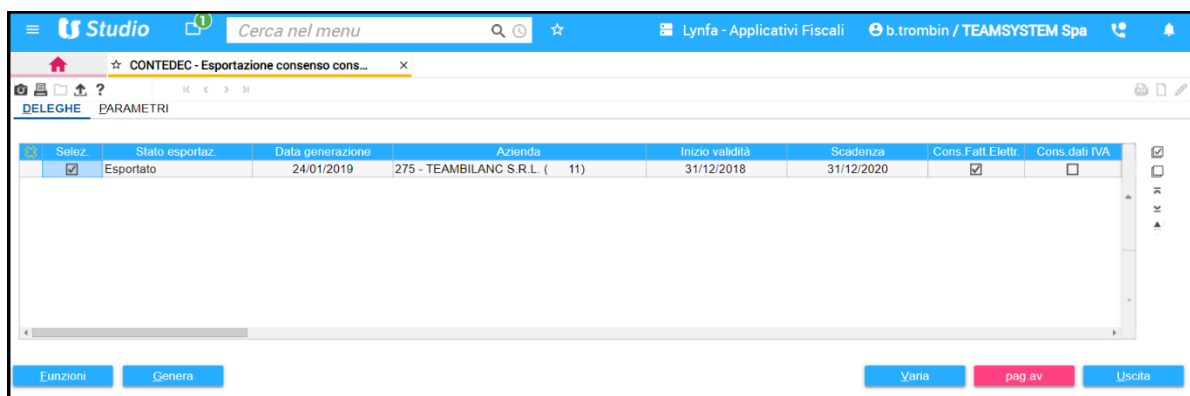 Studio 1 Cerca nel menu Lynfa - Applicativi Fiscali b.trombin / TEAMSYSTEM Spa
CONTEDEC - Esportazione consenso cons... ×
?
DELEGHE PARAMETRI
Selez. Stato esportaz. Data generazione Azienda Inizio validità Scadenza Cons.Fatt.Elettr. Cons.dati IVA
Esportato 24/01/2019 275 - TEAMBILANC S.R.L. ( 11) 31/12/2018 31/12/2020
Funzioni Genera Varia pag.av Uscita